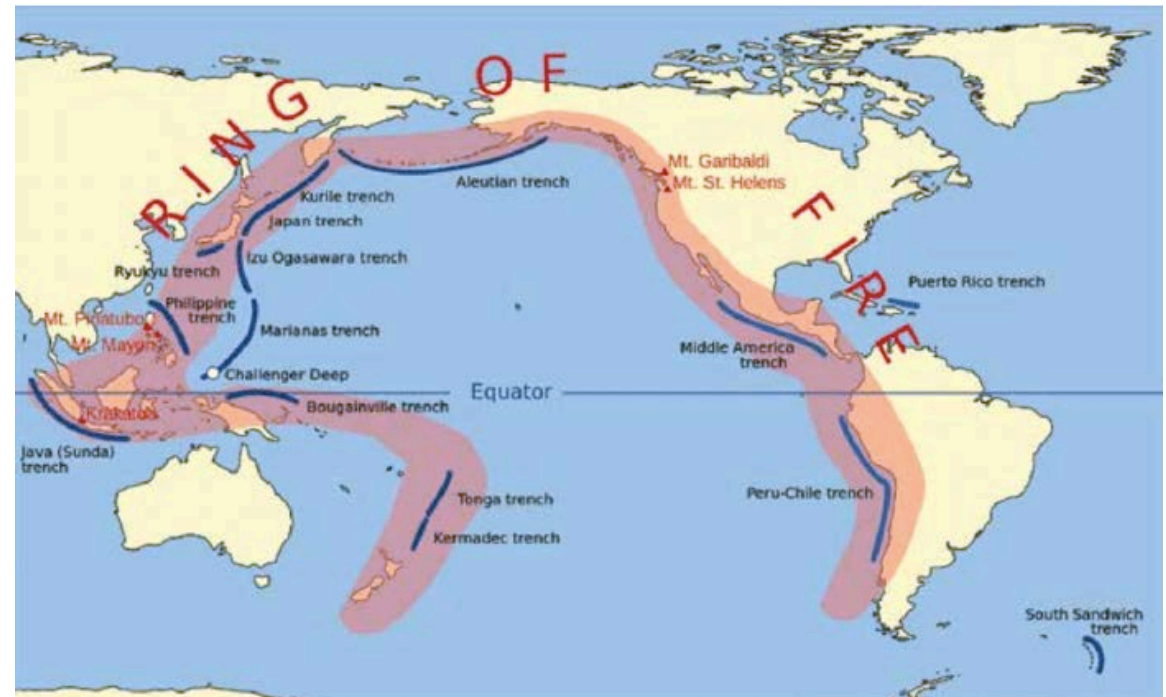 RING OF FIRE
Mt. Garibaldi
Mt. St. Helens
Aleutian trench
Kurile trench
Japan trench
Izu Ogasawara trench
Ryukyu trench
Puerto Rico trench
Philippine
trench
Mt. Pinatubo
Mt. Mayon
Marianas trench
Middle America
trench
Challenger Deep
Equator
Bougainville trench
Krakatoa
Java (Sunda)
trench
Tonga trench
Peru-Chile trench
Kermadec trench
South Sandwich
trench